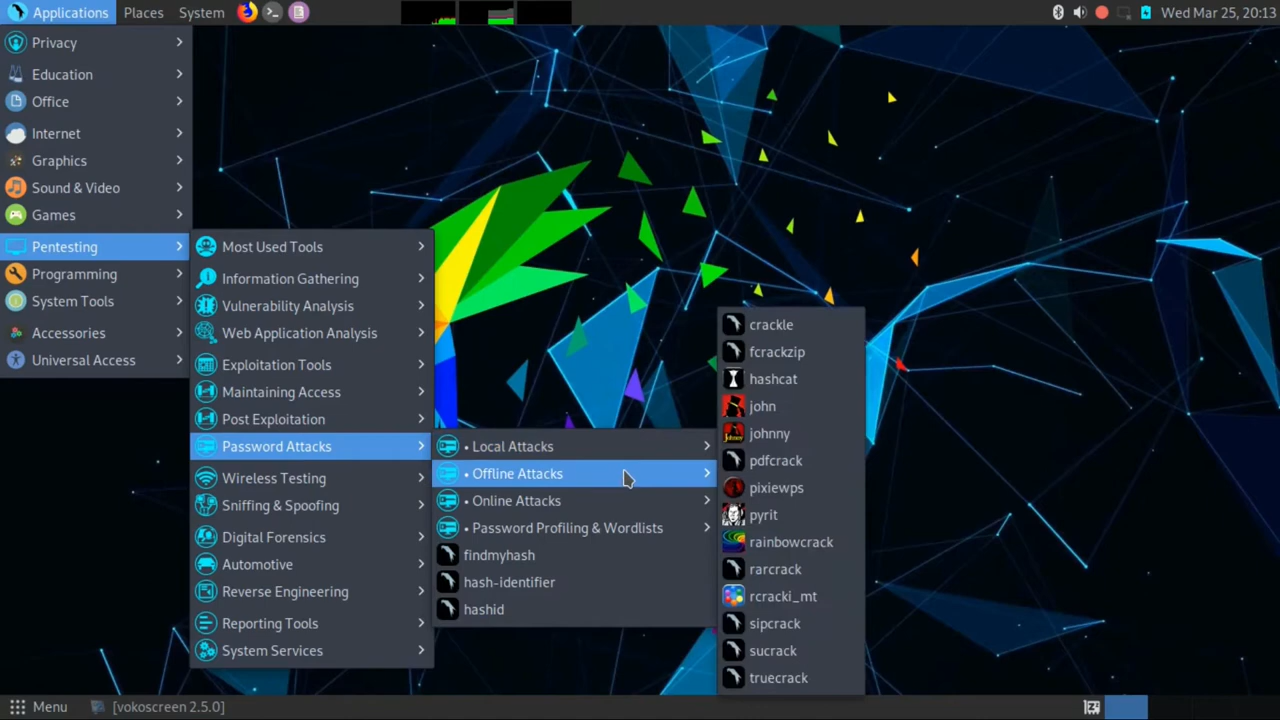 Applications Places System Wed Mar 25, 20:13
Privacy
Education
Office
Internet
Graphics
Sound & Video
Games
Pentesting
Programming
System Tools
Accessories
Universal Access
Most Used Tools
Information Gathering
Vulnerability Analysis
Web Application Analysis
Exploitation Tools
Maintaining Access
Post Exploitation
Password Attacks
Wireless Testing
Sniffing & Spoofing
Digital Forensics
Automotive
Reverse Engineering
Reporting Tools
System Services
• Local Attacks
• Offline Attacks
• Online Attacks
• Password Profiling & Wordlists
findmyhash
hash-identifier
hashid
crackle
fcrackzip
hashcat
john
johnny
pdfcrack
pixiewps
pyrit
rainbowcrack
rarcrack
rcracki_mt
sipcrack
sucrack
truecrack
Menu [vokoscreen 2.5.0]